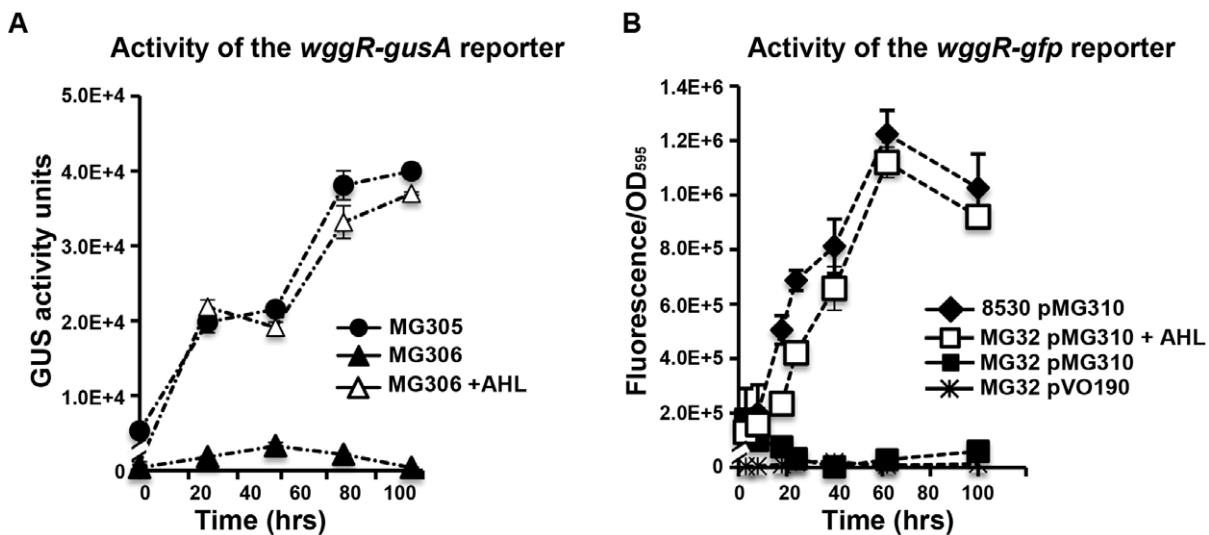 A
Activity of the wggR-gusA reporter
GUS activity units
5.0E+4
4.0E+4
3.0E+4
2.0E+4
1.0E+4
0
MG305
MG306
MG306 +AHL
0 20 40 60 80 100
Time (hrs)
B
Activity of the wggR-gfp reporter
Fluorescence/OD595
1.4E+6
1.2E+6
1.0E+6
8.0E+5
6.0E+5
4.0E+5
2.0E+5
0
8530 pMG310
MG32 pMG310 + AHL
MG32 pMG310
MG32 pVO190
0 20 40 60 100
Time (hrs)